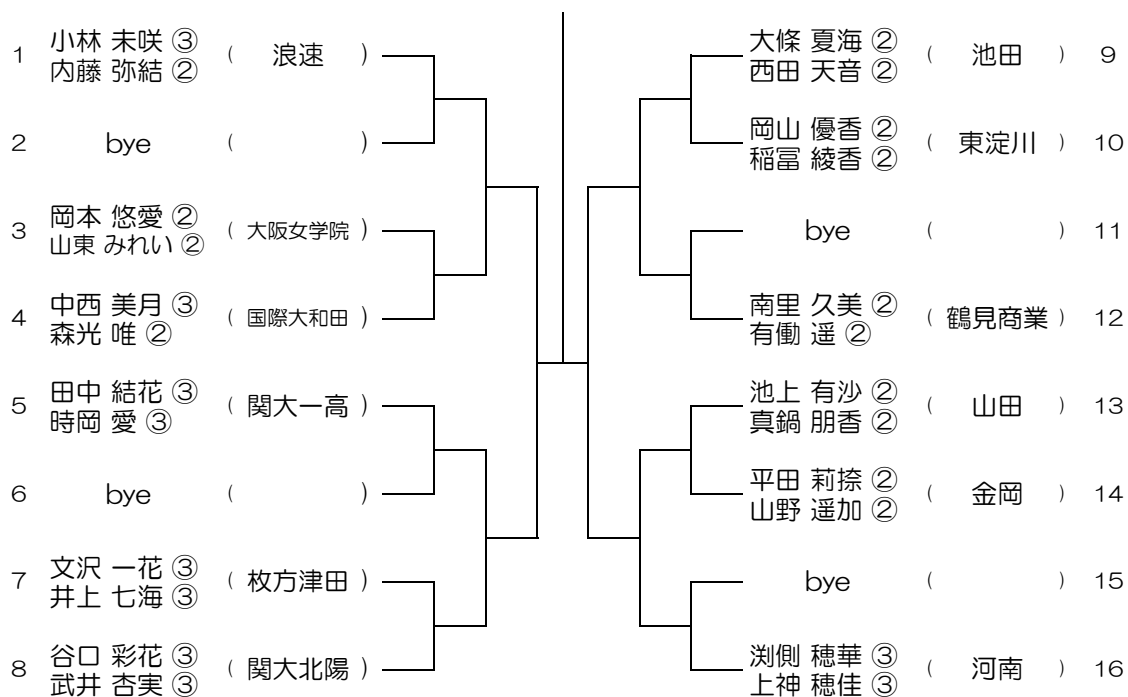 1 小林 未咲 ③ ( 浪速 )
内藤 弥結 ②
2 bye ( )
3 岡本 悠愛 ② ( 大阪女学院 )
山東 みれい ②
4 中西 美月 ③ ( 国際大和田 )
森光 唯 ②
5 田中 結花 ③ ( 関大一高 )
時岡 愛 ③
6 bye ( )
7 文沢 一花 ③ ( 枚方津田 )
井上 七海 ③
8 谷口 彩花 ③ ( 関大北陽 )
武井 杏実 ③
大條 夏海 ② ( 池田 ) 9
西田 天音 ②
岡山 優香 ② ( 東淀川 ) 10
稲冨 綾香 ②
bye ( ) 11
南里 久美 ② ( 鶴見商業 ) 12
有働 遥 ②
池上 有沙 ② ( 山田 ) 13
真鍋 朋香 ②
平田 莉捺 ② ( 金岡 ) 14
山野 遥加 ②
bye ( ) 15
渕側 穂華 ③ ( 河南 ) 16
上神 穂佳 ③